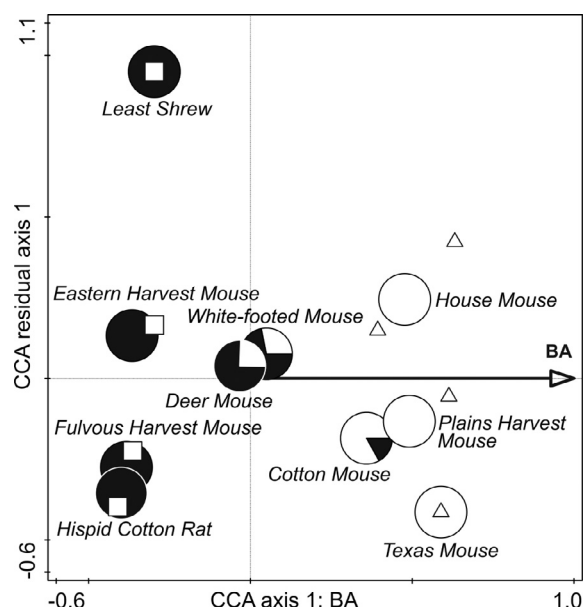 1.1
CCA residual axis 1
Least Shrew
Eastern Harvest Mouse
White-footed Mouse
House Mouse
BA
Deer Mouse
Fulvous Harvest Mouse
Plains Harvest
Mouse
Cotton Mouse
Hispid Cotton Rat
Texas Mouse
-0.6
-0.6
CCA axis 1: BA
1.0